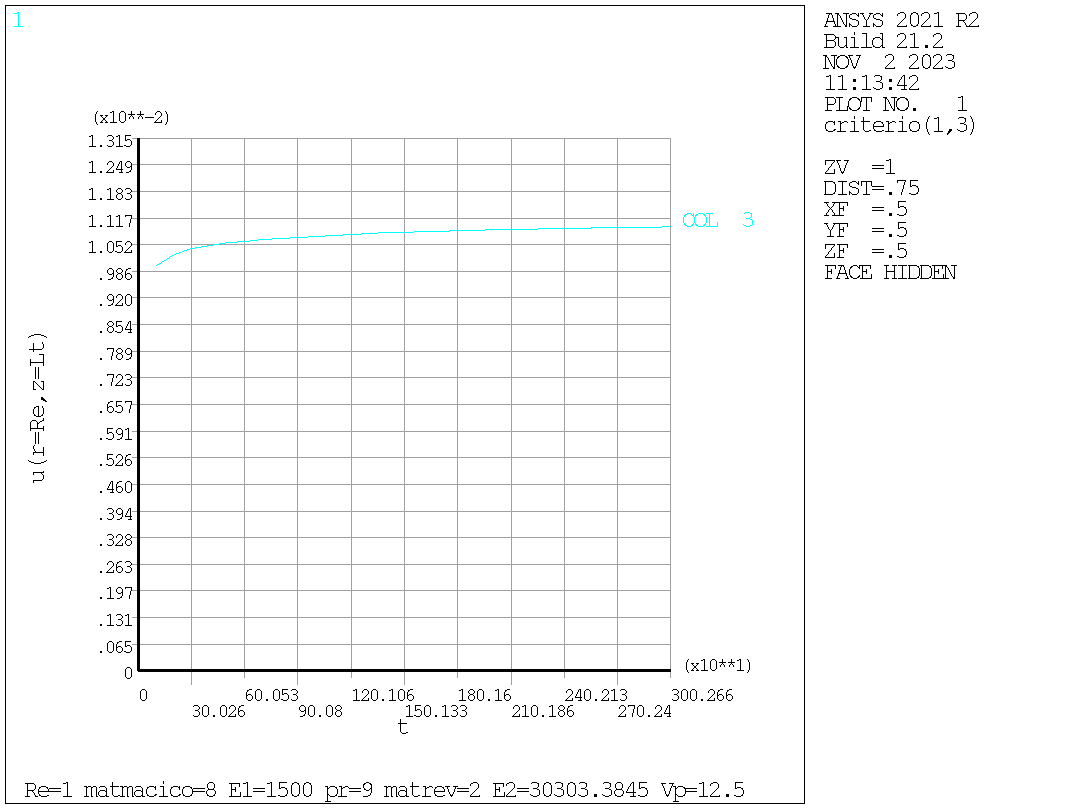 1
ANSYS 2021 R2
Build 21.2
NOV  2 2023
11:13:42
PLOT NO.   1
criterio(1,3)
ZV  =1
DIST=.75
XF  =.5
YF  =.5
ZF  =.5
FACE HIDDEN
(x10**-2)
1.315
1.249
1.183
1.117
1.052
.986
.920
.854
.789
.723
.657
.591
.526
.460
.394
.328
.263
.197
.131
.065
0
u(r=Re,z=Lt)
COL  3
(x10**1)
0 60.053 120.106 180.16 240.213 300.266
30.026 90.08 150.133 210.186 270.24
t
Re=1 matmacico=8 E1=1500 pr=9 matrev=2 E2=30303.3845 Vp=12.5